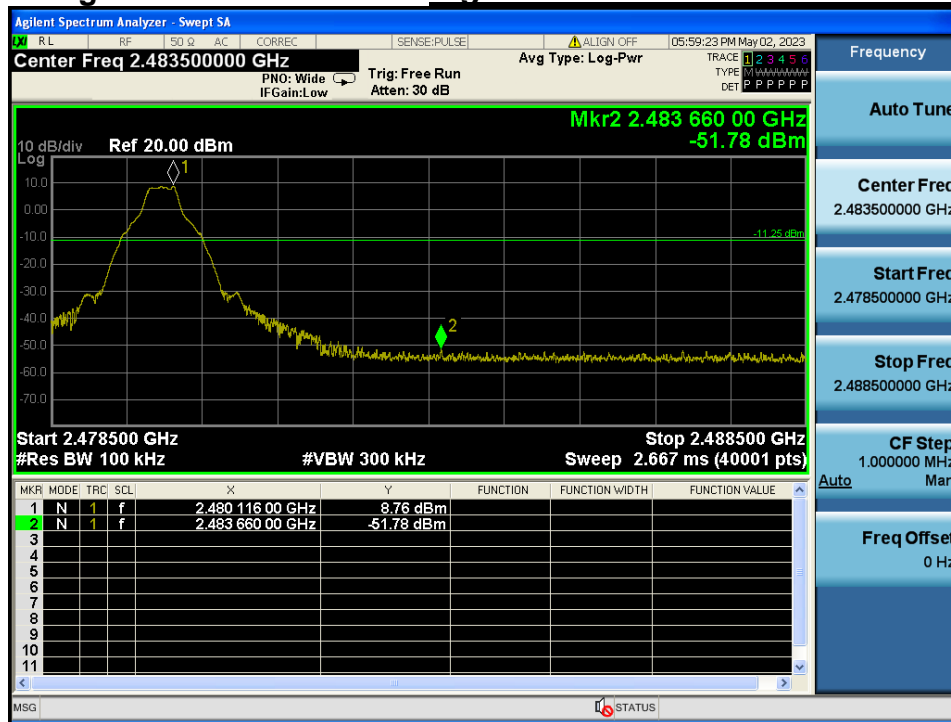 Agilent Spectrum Analyzer - Swept SA
LXI RL RF 50 Ω AC CORREC SENSE:PULSE ALIGN OFF 05:59:23 PM May 02, 2023
Center Freq 2.483500000 GHz
PNO: Wide
IFGain:Low
Trig: Free Run
Atten: 30 dB
Avg Type: Log-Pwr
TRACE 1 2 3 4 5 6
TYPE M
DET P P P P P P
Mkr2 2.483 660 00 GHz
-51.78 dBm
10 dB/div Ref 20.00 dBm
Log
1
10.0
0.00
-10.0
-11.25 dBm
-20.0
-30.0
-40.0
2
-50.0
-60.0
-70.0
Start 2.478500 GHz Stop 2.488500 GHz
#Res BW 100 kHz #VBW 300 kHz Sweep 2.667 ms (40001 pts)
MKR MODE TRC SCL X Y FUNCTION FUNCTION WIDTH FUNCTION VALUE
1 N 1 f 2.480 116 00 GHz 8.76 dBm
2 N 1 f 2.483 660 00 GHz -51.78 dBm
3
4
5
6
7
8
9
10
11
MSG STATUS
Frequency
Auto Tune
Center Freq
2.483500000 GHz
Start Freq
2.478500000 GHz
Stop Freq
2.488500000 GHz
CF Step
1.000000 MHz
Auto Man
Freq Offset
0 Hz